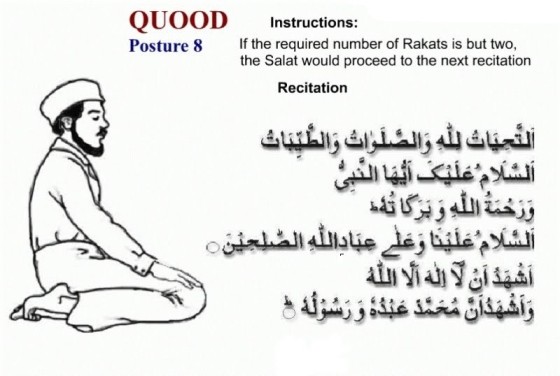 QUOOD
Posture 8
Instructions:
If the required number of Rakats is but two,
the Salat would proceed to the next recitation
Recitation
اَلتَّحِيَاتُ لِلّٰهِ وَالصَّلَوٰاتُ وَالطَّيِّبَاتُ
اَلسَّلَامُ عَلَيْكَ اَيُّهَا النَّبِىُّ
وَرَحْمَةُ اللّٰهِ وَ بَرَكَا تُهٗ
اَلسَّلَامُ عَلَيْنَا وَعَلٰے عِبَادِاللّٰهِ الصّٰلِحِيْنَ
اَشْهَدُ اَنْ لَّا اِلٰهَ اِلَّا اللّٰهُ
وَاَشْهَدُاَنَّ مُحَمَّدً عَبْدُهٗ وَ رَسُوْلُهٗ